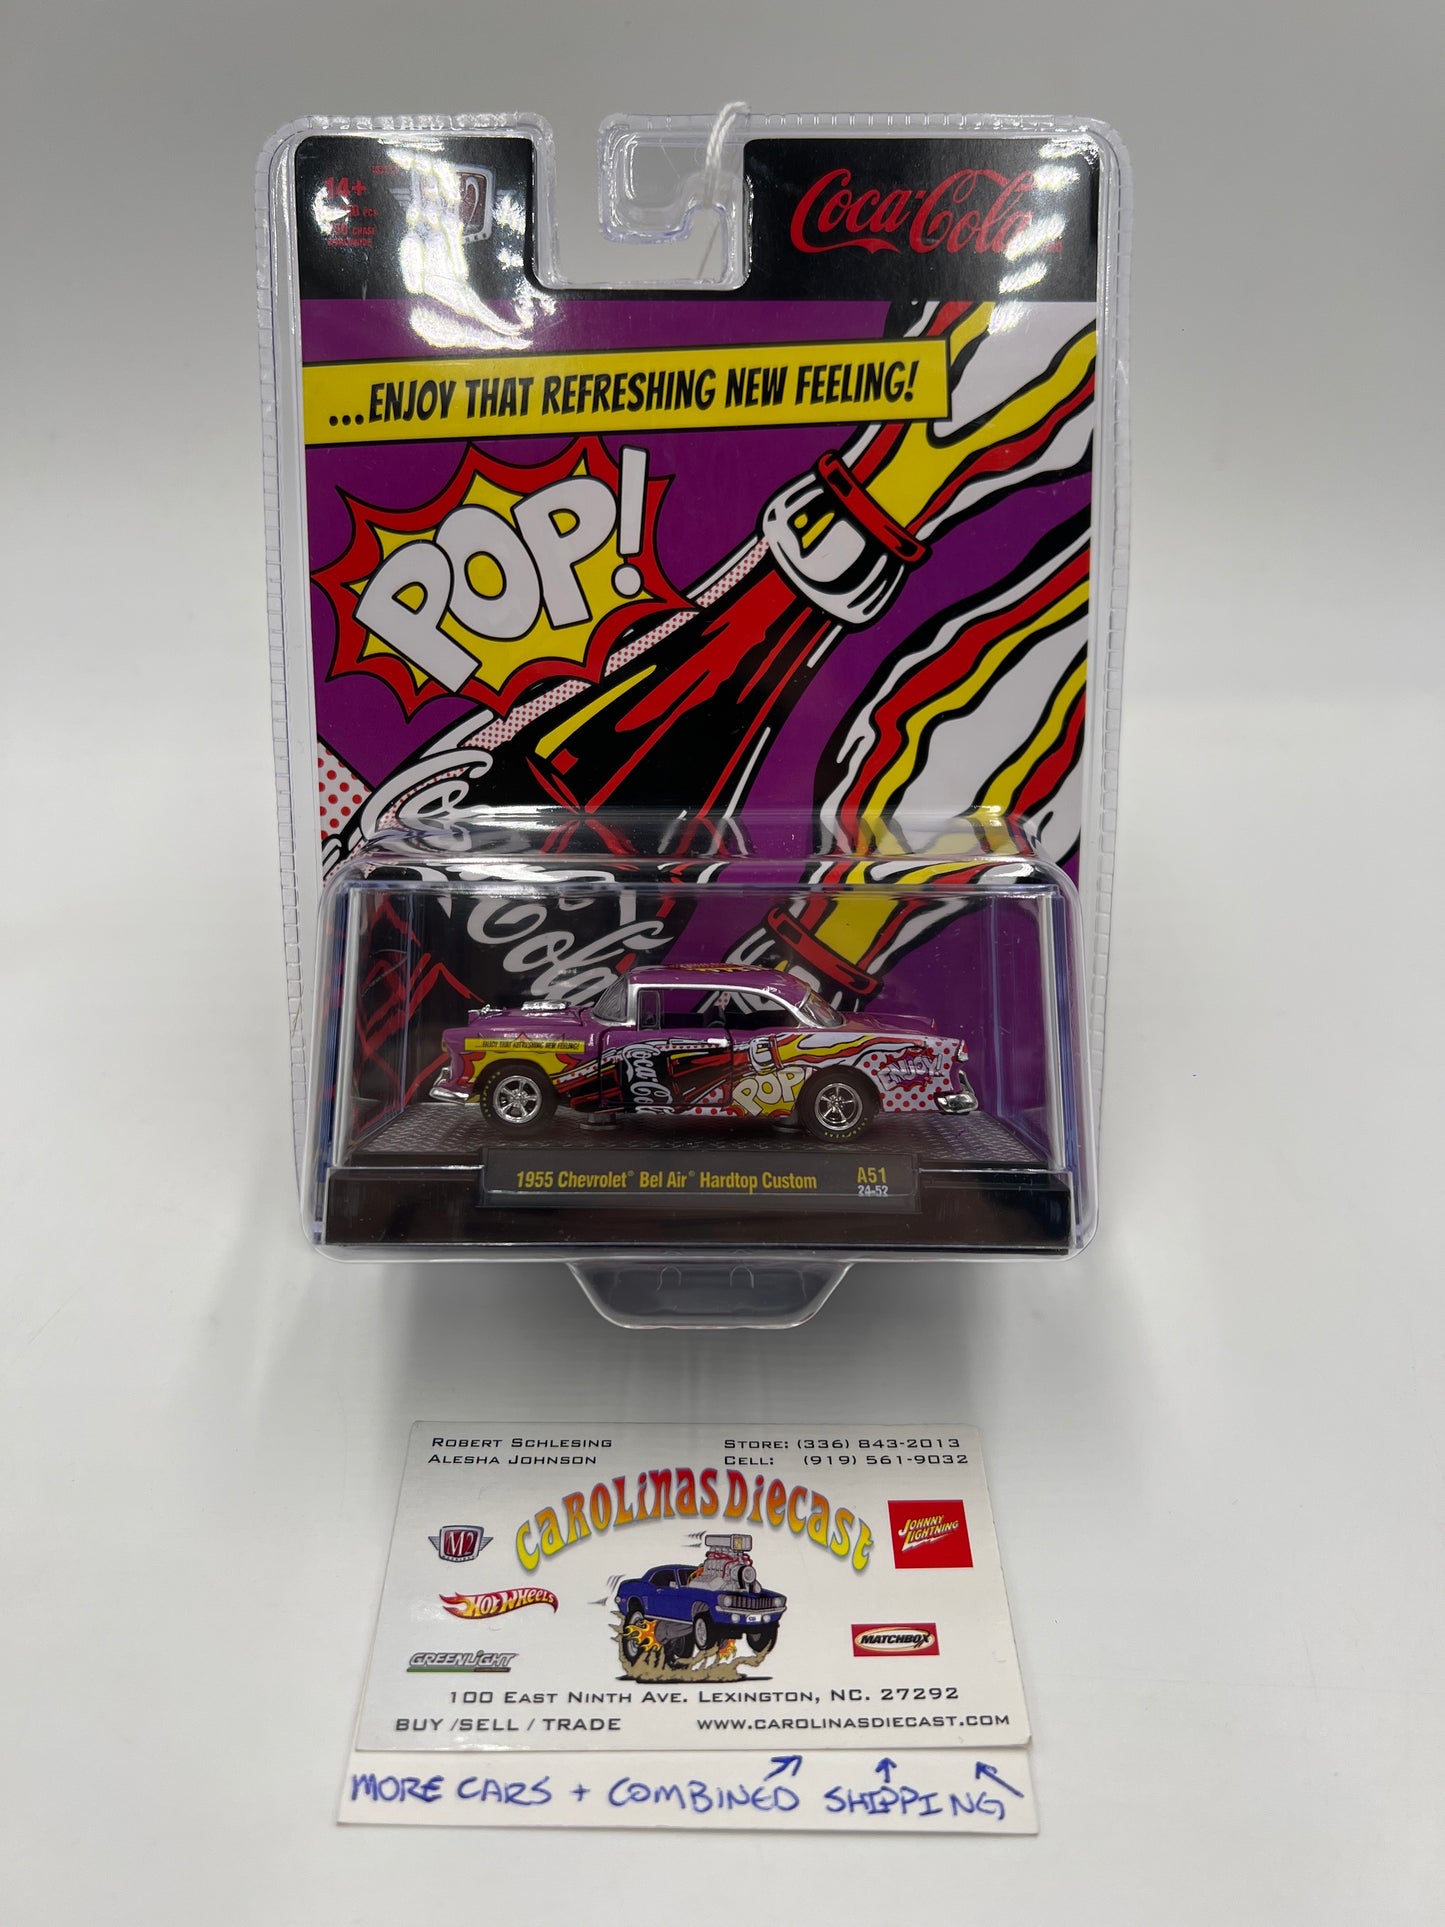 14+
M2
Coca-Cola
...ENJOY THAT REFRESHING NEW FEELING!
POP!
Cola
...ENJOY THAT REFRESHING NEW FEELING!
Coca-Cola
POP!
ENJOY!
1955 Chevrolet® Bel Air® Hardtop Custom A51
24-52
ROBERT SCHLESING STORE: (336) 843-2013
ALESHA JOHNSON CELL: (919) 561-9032
CAROLINAS DIECAST
M2
JOHNNY LIGHTNING
HOT WHEELS
MATCHBOX
GREENLIGHT
100 EAST NINTH AVE. LEXINGTON, NC. 27292
BUY /SELL / TRADE WWW.CAROLINASDIECAST.COM
MORE CARS + COMBINED SHIPPING